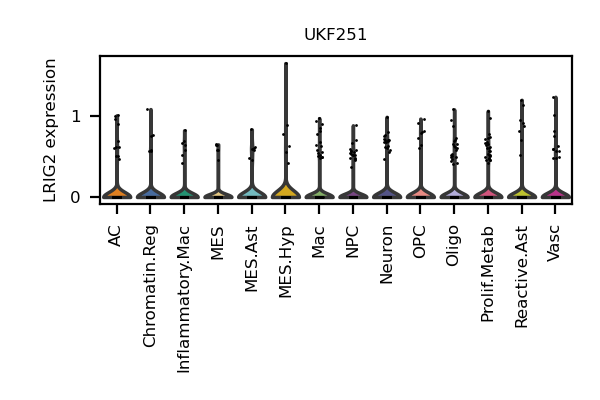 UKF251
LRIG2 expression
1
0
AC
Chromatin.Reg
Inflammatory.Mac
MES
MES.Ast
MES.Hyp
Mac
NPC
Neuron
OPC
Oligo
Prolif.Metab
Reactive.Ast
Vasc